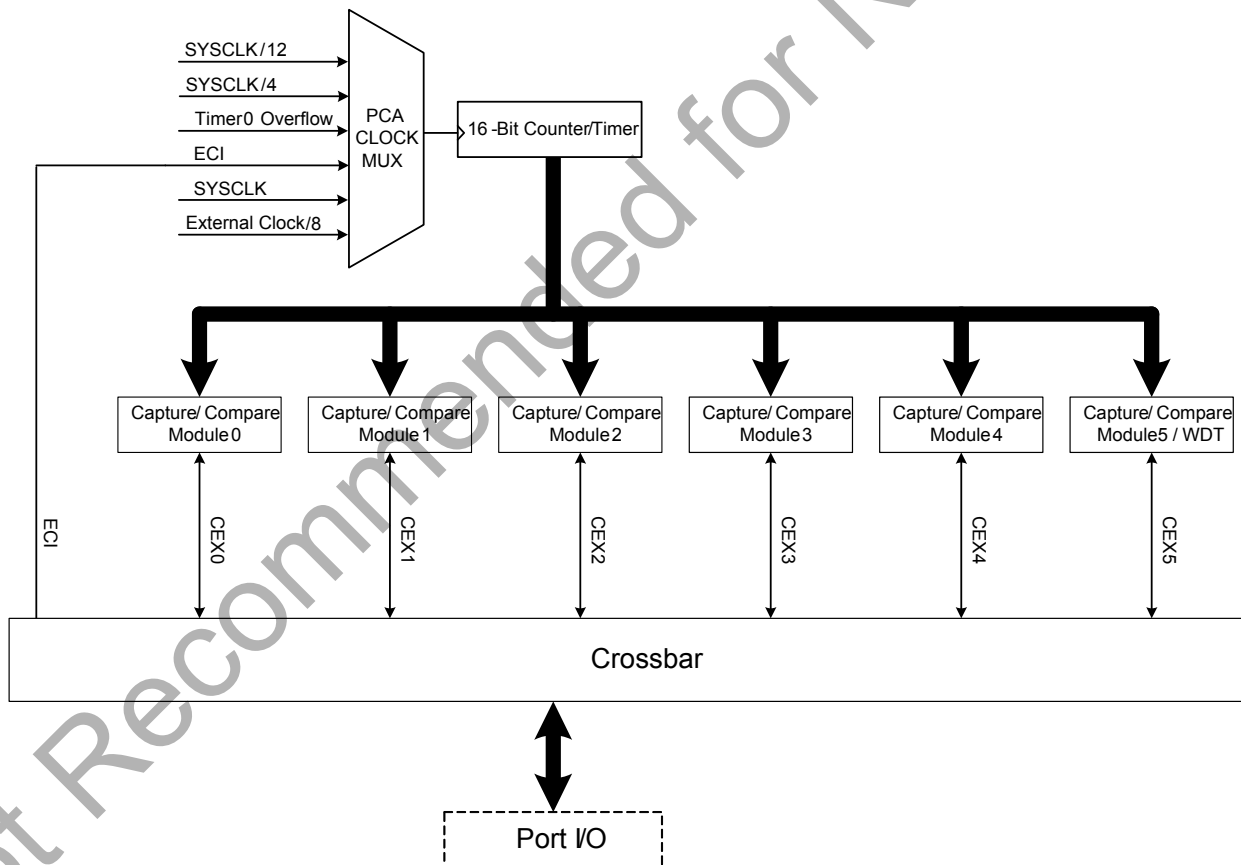 SYSCLK/12
SYSCLK/4
Timer0 Overflow
ECI
SYSCLK
External Clock/8
PCA
CLOCK
MUX
16 -Bit Counter/Timer
Capture/ Compare
Module0
Capture/ Compare
Module1
Capture/ Compare
Module2
Capture/ Compare
Module3
Capture/ Compare
Module4
Capture/ Compare
Module5 / WDT
ECI
CEX0
CEX1
CEX2
CEX3
CEX4
CEX5
Crossbar
Port I/O
Recommended for